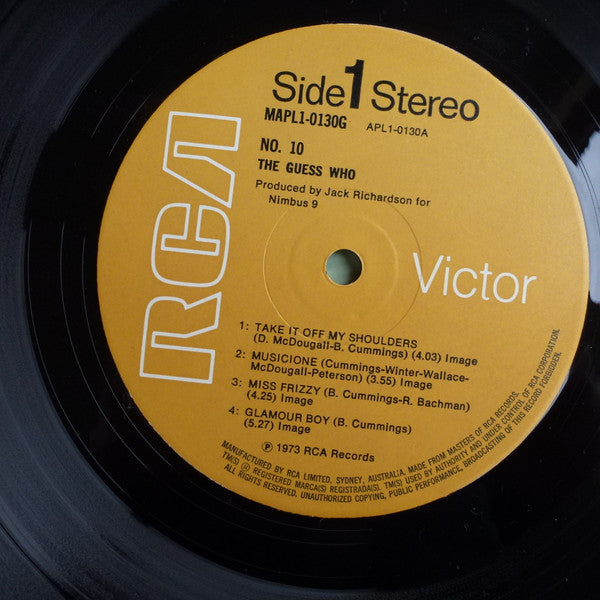 Side 1 Stereo
MAPL1-0130G APL1-0130A
NO. 10
THE GUESS WHO
Produced by Jack Richardson for
Nimbus 9
RCA
Victor
1: TAKE IT OFF MY SHOULDERS
(D. McDougall-B. Cummings) (4.03) Image
2: MUSICIONE (Cummings-Winter-Wallace-
McDougall-Peterson) (3.55) Image
3: MISS FRIZZY (B. Cummings-R. Bachman)
(4.25) Image
4: GLAMOUR BOY (B. Cummings)
(5.27) Image
Ⓟ 1973 RCA Records
MANUFACTURED BY RCA LIMITED, SYDNEY, AUSTRALIA, MADE FROM MASTERS OF RCA RECORDS.
TM(S) ® REGISTERED MARCA(S) REGISTRADA(S). TM(S) USED BY AUTHORITY AND UNDER CONTROL OF RCA CORPORATION.
ALL RIGHTS RESERVED. UNAUTHORIZED COPYING, PUBLIC PERFORMANCE, BROADCASTING OF THIS RECORD FORBIDDEN.